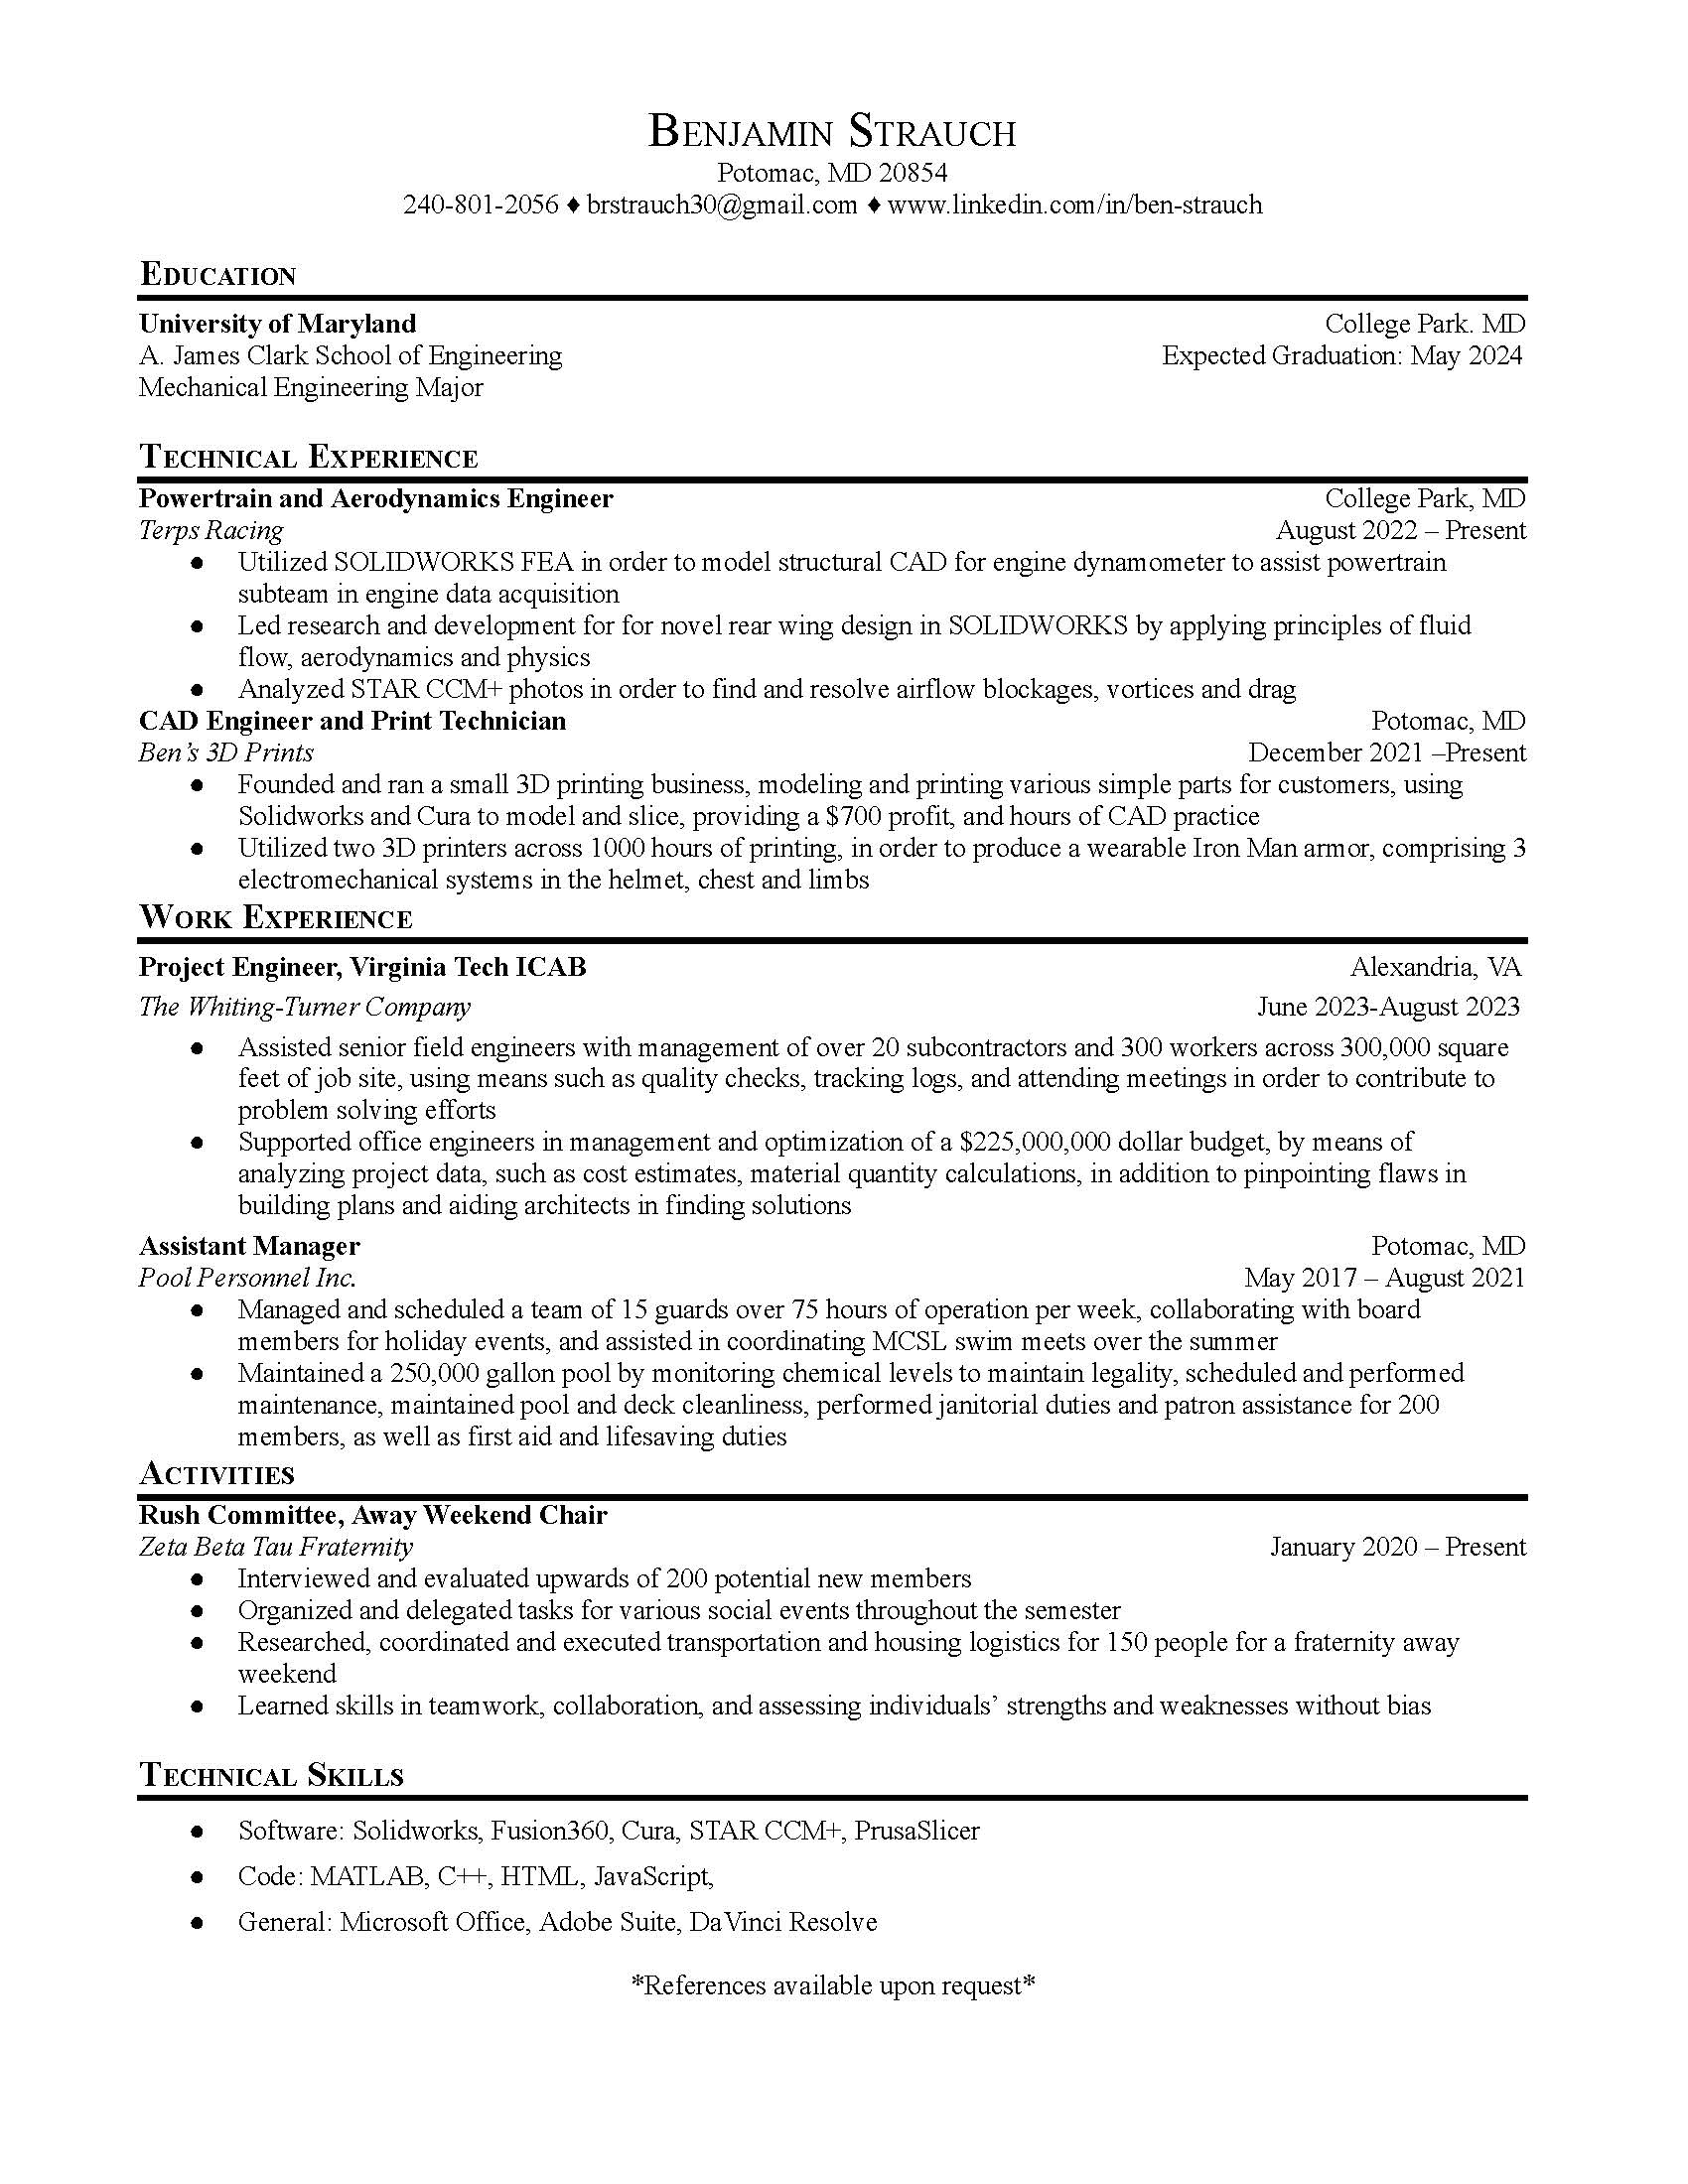 BENJAMIN STRAUCH
Potomac, MD 20854
240-801-2056 ♦ brstrauch30@gmail.com ♦ www.linkedin.com/in/ben-strauch
EDUCATION
University of Maryland College Park. MD
A. James Clark School of Engineering Expected Graduation: May 2024
Mechanical Engineering Major
TECHNICAL EXPERIENCE
Powertrain and Aerodynamics Engineer College Park, MD
Terps Racing August 2022 – Present
● Utilized SOLIDWORKS FEA in order to model structural CAD for engine dynamometer to assist powertrain
subteam in engine data acquisition
● Led research and development for for novel rear wing design in SOLIDWORKS by applying principles of fluid
flow, aerodynamics and physics
● Analyzed STAR CCM+ photos in order to find and resolve airflow blockages, vortices and drag
CAD Engineer and Print Technician Potomac, MD
Ben’s 3D Prints December 2021 –Present
● Founded and ran a small 3D printing business, modeling and printing various simple parts for customers, using
Solidworks and Cura to model and slice, providing a $700 profit, and hours of CAD practice
● Utilized two 3D printers across 1000 hours of printing, in order to produce a wearable Iron Man armor, comprising 3
electromechanical systems in the helmet, chest and limbs
WORK EXPERIENCE
Project Engineer, Virginia Tech ICAB Alexandria, VA
The Whiting-Turner Company June 2023-August 2023
● Assisted senior field engineers with management of over 20 subcontractors and 300 workers across 300,000 square
feet of job site, using means such as quality checks, tracking logs, and attending meetings in order to contribute to
problem solving efforts
● Supported office engineers in management and optimization of a $225,000,000 dollar budget, by means of
analyzing project data, such as cost estimates, material quantity calculations, in addition to pinpointing flaws in
building plans and aiding architects in finding solutions
Assistant Manager Potomac, MD
Pool Personnel Inc. May 2017 – August 2021
● Managed and scheduled a team of 15 guards over 75 hours of operation per week, collaborating with board
members for holiday events, and assisted in coordinating MCSL swim meets over the summer
● Maintained a 250,000 gallon pool by monitoring chemical levels to maintain legality, scheduled and performed
maintenance, maintained pool and deck cleanliness, performed janitorial duties and patron assistance for 200
members, as well as first aid and lifesaving duties
ACTIVITIES
Rush Committee, Away Weekend Chair
Zeta Beta Tau Fraternity January 2020 – Present
● Interviewed and evaluated upwards of 200 potential new members
● Organized and delegated tasks for various social events throughout the semester
● Researched, coordinated and executed transportation and housing logistics for 150 people for a fraternity away
weekend
● Learned skills in teamwork, collaboration, and assessing individuals’ strengths and weaknesses without bias
TECHNICAL SKILLS
● Software: Solidworks, Fusion360, Cura, STAR CCM+, PrusaSlicer
● Code: MATLAB, C++, HTML, JavaScript,
● General: Microsoft Office, Adobe Suite, DaVinci Resolve
*References available upon request*